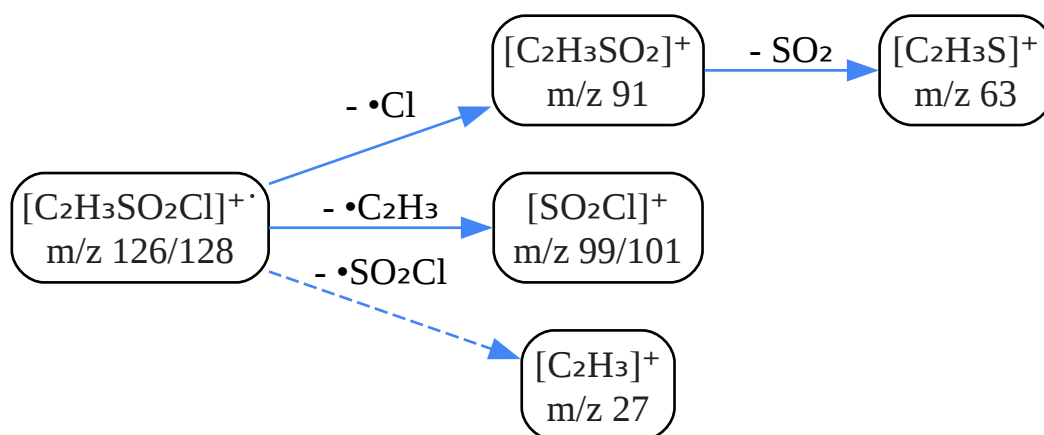 [C₂H₃SO₂]⁺
m/z 91
- SO₂
[C₂H₃S]⁺
m/z 63
- •Cl
[C₂H₃SO₂Cl]⁺˙
m/z 126/128
- •C₂H₃
[SO₂Cl]⁺
m/z 99/101
- •SO₂Cl
[C₂H₃]⁺
m/z 27